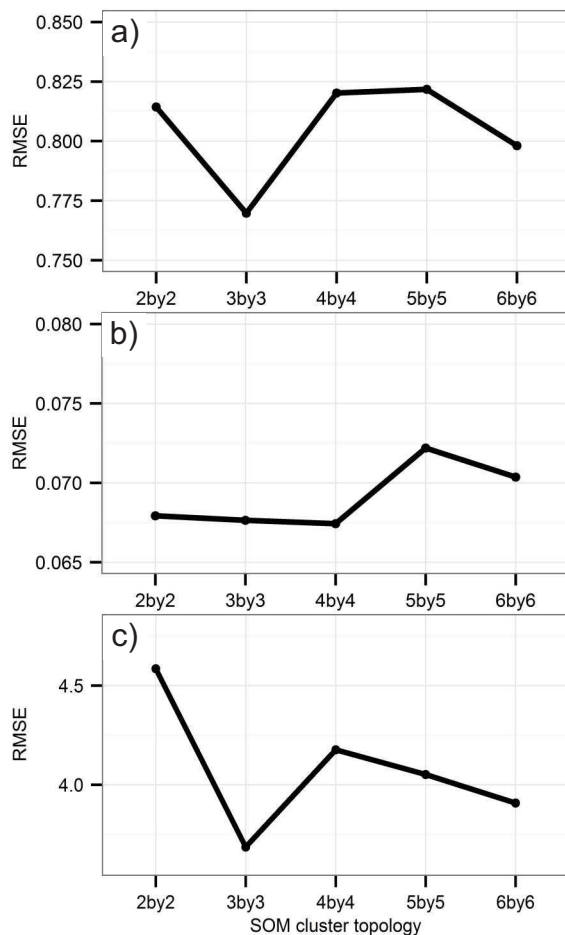 a)
RMSE
0.850
0.825
0.800
0.775
0.750
2by2 3by3 4by4 5by5 6by6
b)
RMSE
0.080
0.075
0.070
0.065
2by2 3by3 4by4 5by5 6by6
c)
RMSE
4.5
4.0
2by2 3by3 4by4 5by5 6by6
SOM cluster topology